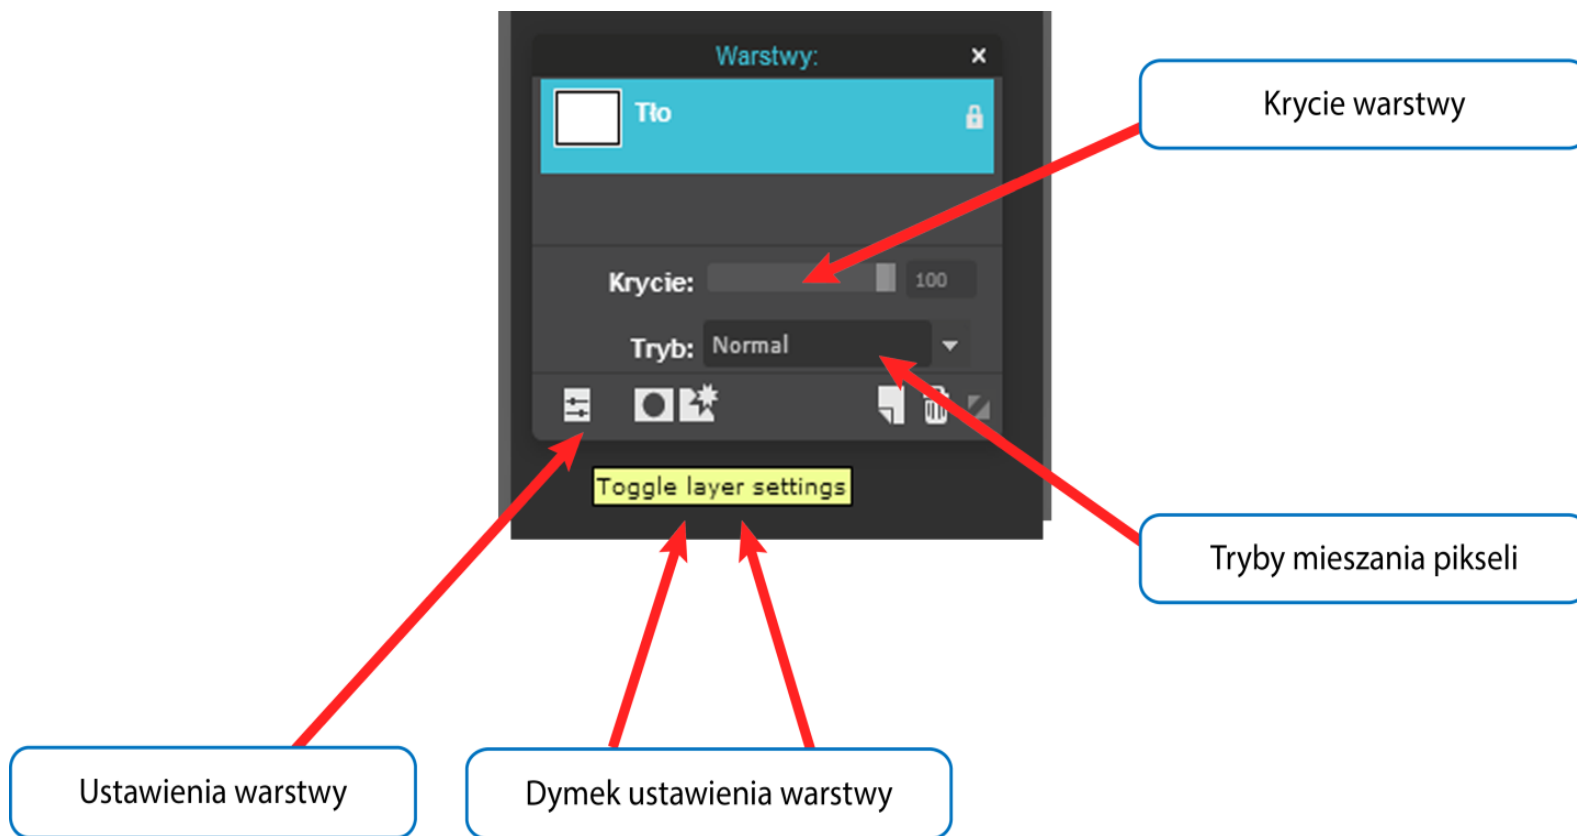 Warstwy:
Tło
Krycie warstwy
Krycie:
100
Tryb:
Normal
Toggle layer settings
Tryby mieszania pikseli
Ustawienia warstwy
Dymek ustawienia warstwy